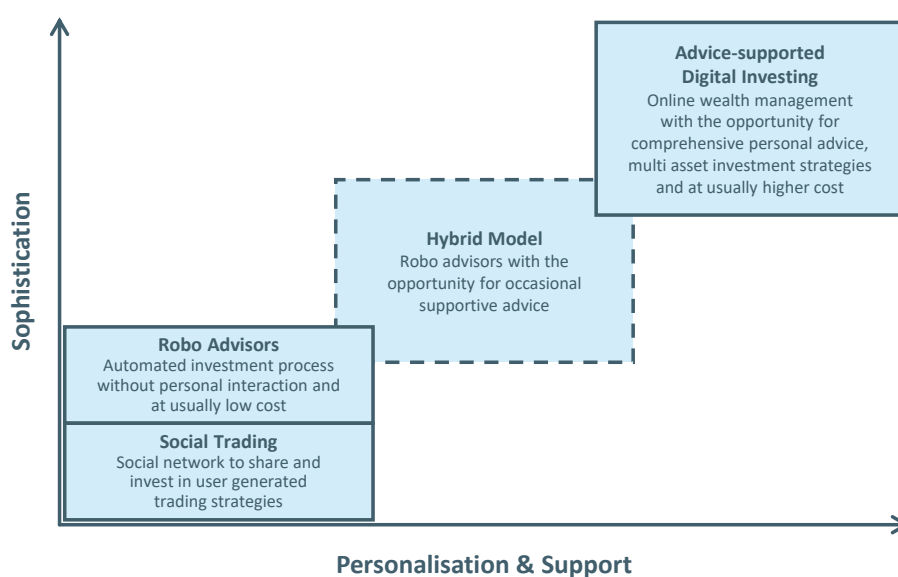 Advice-supported
Digital Investing
Online wealth management
with the opportunity for
comprehensive personal advice,
multi asset investment strategies
and at usually higher cost
Hybrid Model
Robo advisors with the
opportunity for occasional
supportive advice
Sophistication
Robo Advisors
Automated investment process
without personal interaction and
at usually low cost
Social Trading
Social network to share and
invest in user generated
trading strategies
Personalisation & Support